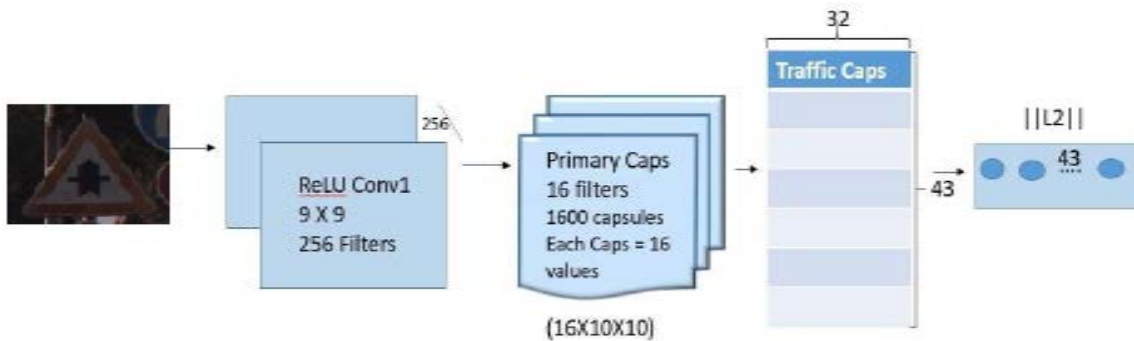 ReLU Conv1
9 X 9
256 Filters
256
Primary Caps
16 filters
1600 capsules
Each Caps = 16
values
(16X10X10)
32
Traffic Caps
43
||L2||
43
....